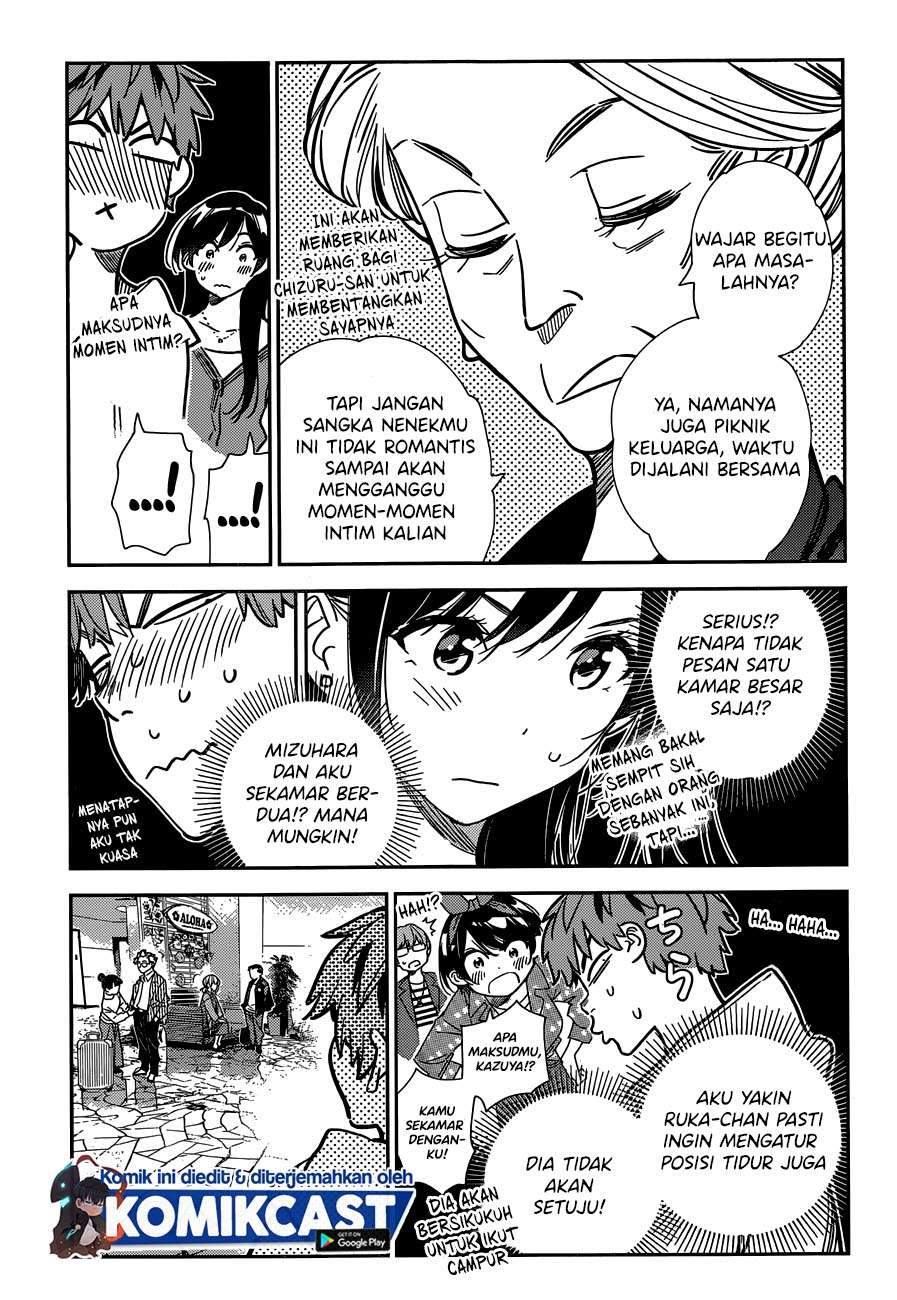 WAJAR BEGITU,
APA MASA-
LAHNYA?
YA, NAMANYA
JUGA PIKNIK
KELUARGA, WAKTU
DIJALANI BERSAMA
INI AKAN
MEMBERIKAN
RUANG BAGI
CHIZURU-SAN UNTUK
MEMBENTANGKAN
SAYAPNYA
TAPI JANGAN
SANGKA NENEKMU
INI TIDAK ROMANTIS
SAMPAI AKAN
MENGGANGGU
MOMEN-MOMEN
INTIM KALIAN
APA
MAKSUDNYA
MOMEN INTIM?
....!
....!
SERIUS!?
KENAPA TIDAK
PESAN SATU
KAMAR BESAR
SAJA!?
MEMANG BAKAL
SEMPIT SIH
DENGAN ORANG
SEBANYAK INI,
TAPI... ...
MIZUHARA
DAN AKU
SEKAMAR BER-
DUA!? MANA
MUNGKIN!
MENATAP-
NYA PUN
AKU TAK
KUASA
ALOHA
HA... HAHA...
ちら
HAH!?
APA
MAKSUDMU,
KAZUYA!?
KAMU
SEKAMAR
DENGAN-
KU!
AKU YAKIN
RUKA-CHAN PASTI
INGIN MENGATUR
POSISI TIDUR JUGA
DIA TIDAK
AKAN
SETUJU!
DIA AKAN
BERSIKUKUH
UNTUK IKUT
CAMPUR
Komik ini diedit & diterjemahkan oleh
KOMIKCAST
GET IT ON
Google Play